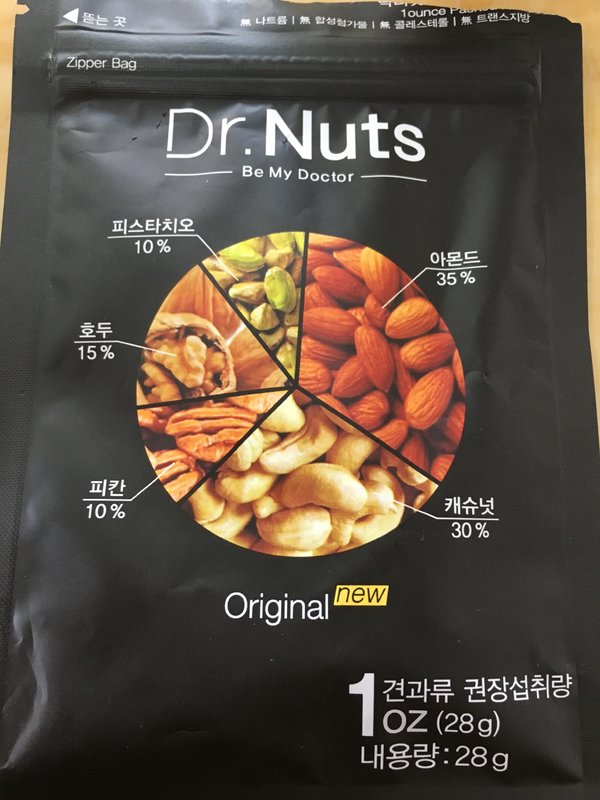 ◀ 뜯는 곳
1ounce
無 나트륨 | 無 합성첨가물 | 無 콜레스테롤 | 無 트랜스지방
Zipper Bag
Dr.Nuts
Be My Doctor
피스타치오
10%
아몬드
35%
호두
15%
피칸
10%
캐슈넛
30%
Original new
1 견과류 권장섭취량
OZ (28g)
내용량:28g